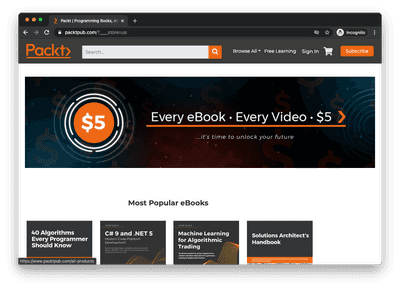 Packt | Programming Books, e
packtpub.com/?___store=us
Incognito
Packt>
Search...
Browse All
Free Learning
Sign In
Subscribe
$5
Every eBook · Every Video · $5
...it's time to unlock your future
Most Popular eBooks
40 Algorithms
Every Programmer
Should Know
C# 9 and .NET 5
Modern Cross-Platform
Development
Machine Learning
for Algorithmic
Trading
Solutions Architect's
Handbook
https://www.packtpub.com/all-products